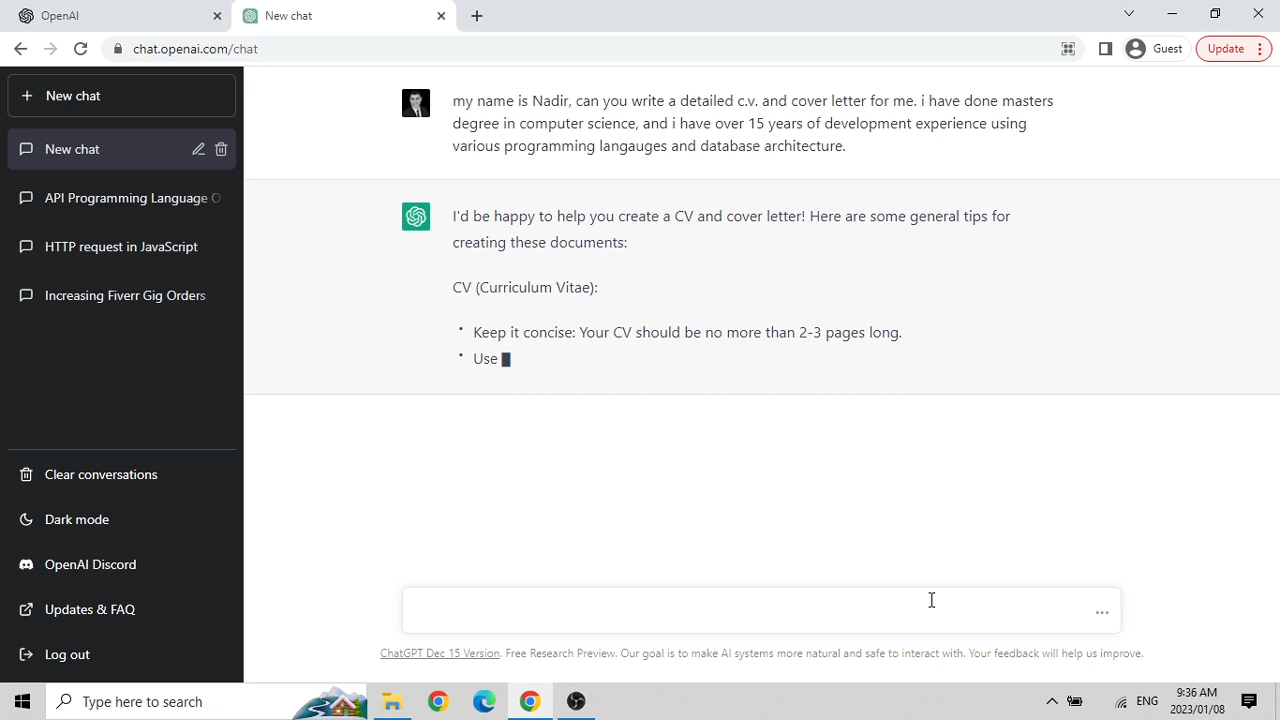 OpenAI
New chat
chat.openai.com/chat
Guest
Update
New chat
New chat
API Programming Language O
HTTP request in JavaScript
Increasing Fiverr Gig Orders
Clear conversations
Dark mode
OpenAI Discord
Updates & FAQ
Log out
my name is Nadir, can you write a detailed c.v. and cover letter for me. i have done masters
degree in computer science, and i have over 15 years of development experience using
various programming langauges and database architecture.
I'd be happy to help you create a CV and cover letter! Here are some general tips for
creating these documents:
CV (Curriculum Vitae):
• Keep it concise: Your CV should be no more than 2-3 pages long.
• Use
ChatGPT Dec 15 Version. Free Research Preview. Our goal is to make AI systems more natural and safe to interact with. Your feedback will help us improve.
Type here to search
ENG
9:36 AM
2023/01/08